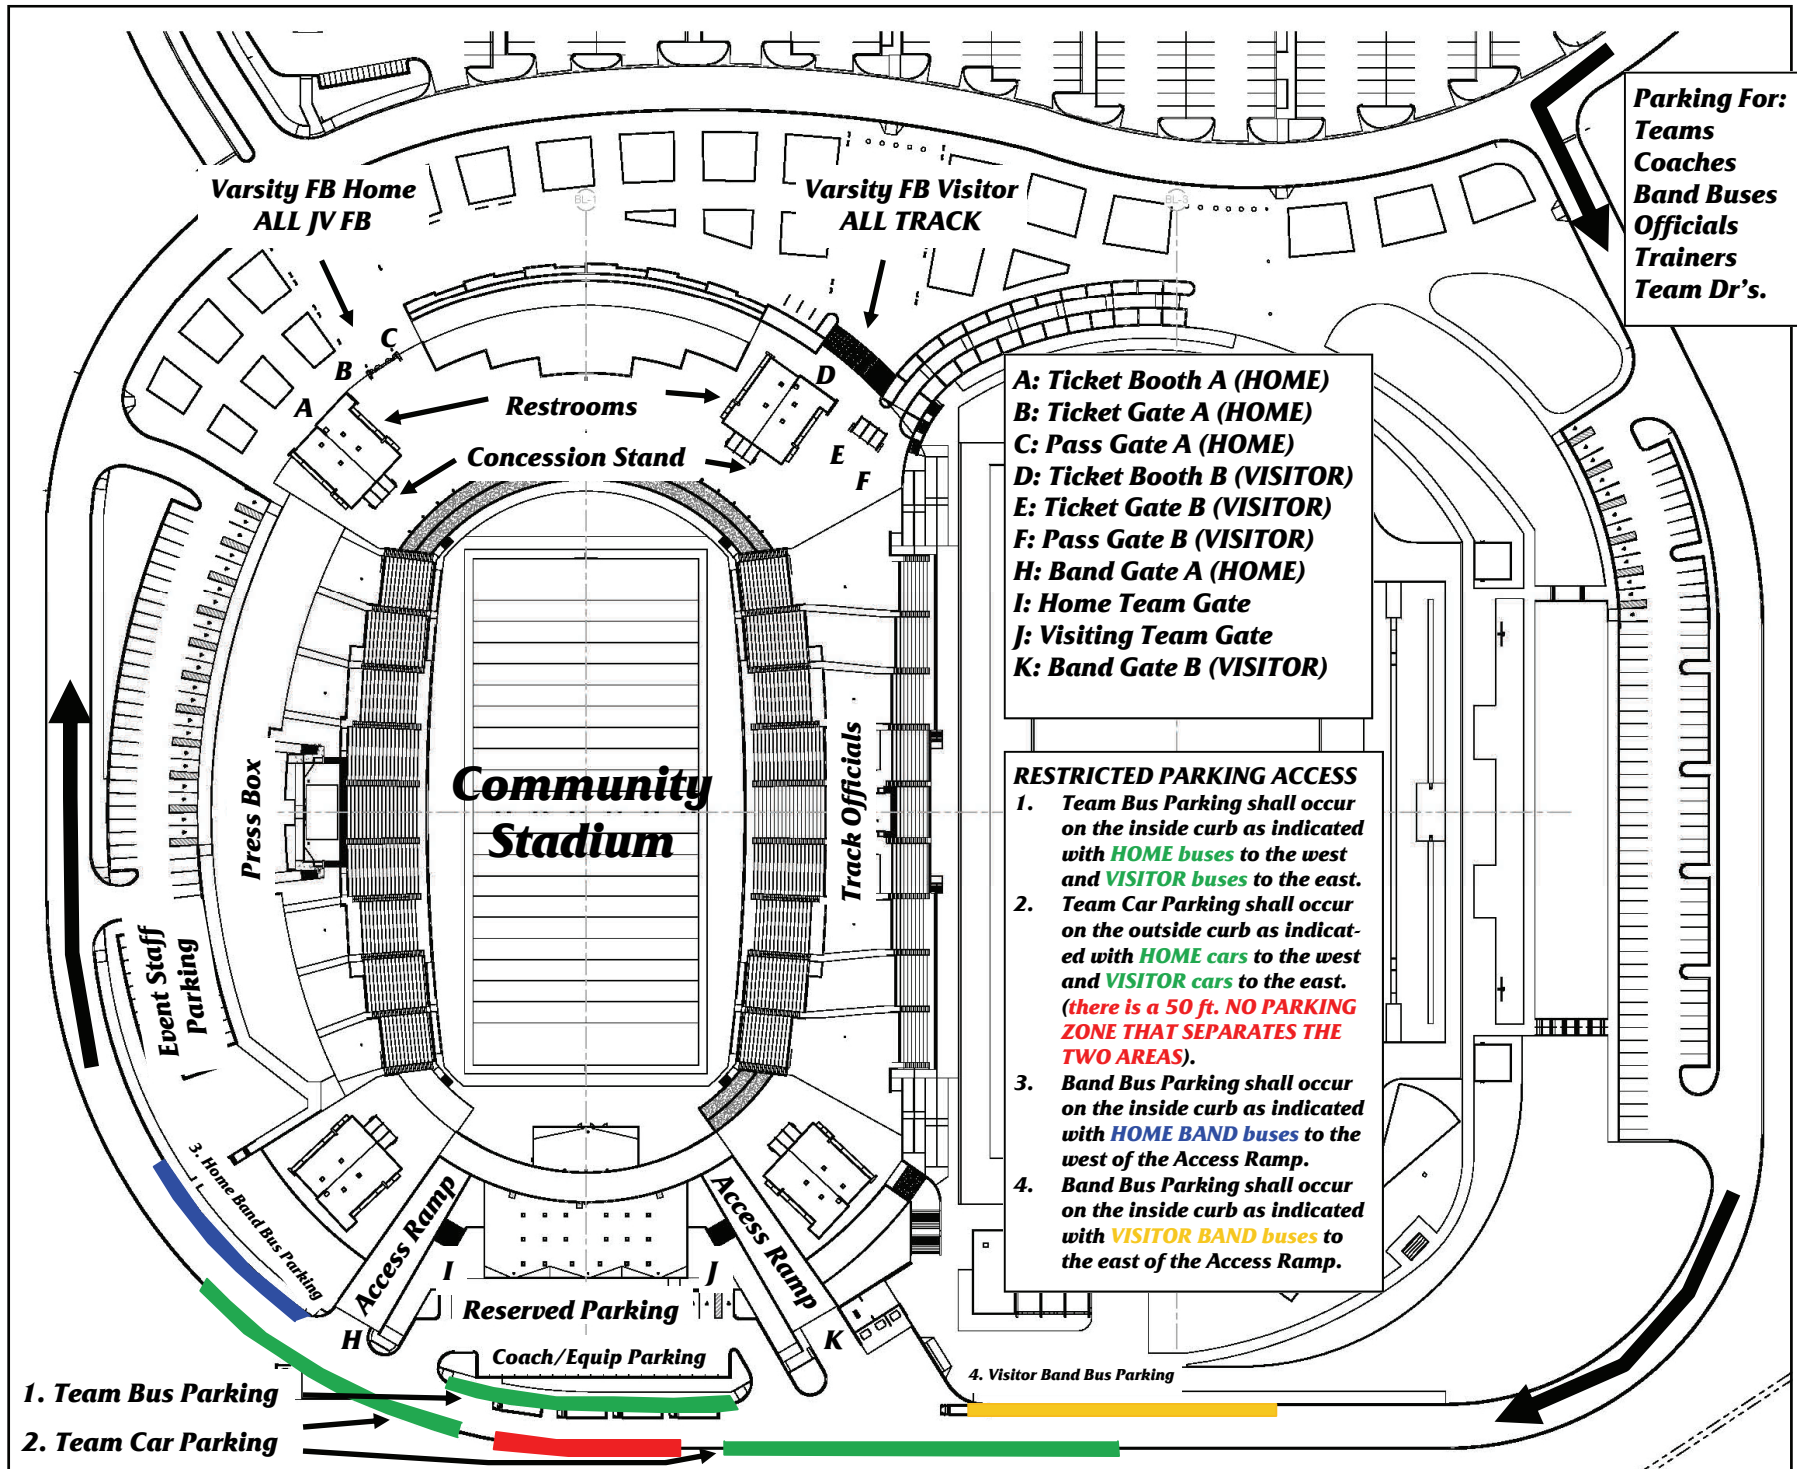 Parking For:
Teams
Coaches
Band Buses
Officials
Trainers
Team Dr's.
Varsity FB Home
ALL JV FB
Varsity FB Visitor
ALL TRACK
BL-1
BL-3
A
B
C
D
E
F
Restrooms
Concession Stand
A: Ticket Booth A (HOME)
B: Ticket Gate A (HOME)
C: Pass Gate A (HOME)
D: Ticket Booth B (VISITOR)
E: Ticket Gate B (VISITOR)
F: Pass Gate B (VISITOR)
H: Band Gate A (HOME)
I: Home Team Gate
J: Visiting Team Gate
K: Band Gate B (VISITOR)
Press Box
Community
Stadium
Track Officials
RESTRICTED PARKING ACCESS
1. Team Bus Parking shall occur
on the inside curb as indicated
with HOME buses to the west
and VISITOR buses to the east.
2. Team Car Parking shall occur
on the outside curb as indicat-
ed with HOME cars to the west
and VISITOR cars to the east.
(there is a 50 ft. NO PARKING
ZONE THAT SEPARATES THE
TWO AREAS).
3. Band Bus Parking shall occur
on the inside curb as indicated
with HOME BAND buses to the
west of the Access Ramp.
4. Band Bus Parking shall occur
on the inside curb as indicated
with VISITOR BAND buses to
the east of the Access Ramp.
Event Staff
Parking
3. Home Band Bus Parking
Access Ramp
Access Ramp
I
J
H
K
Reserved Parking
Coach/Equip Parking
4. Visitor Band Bus Parking
1. Team Bus Parking
2. Team Car Parking